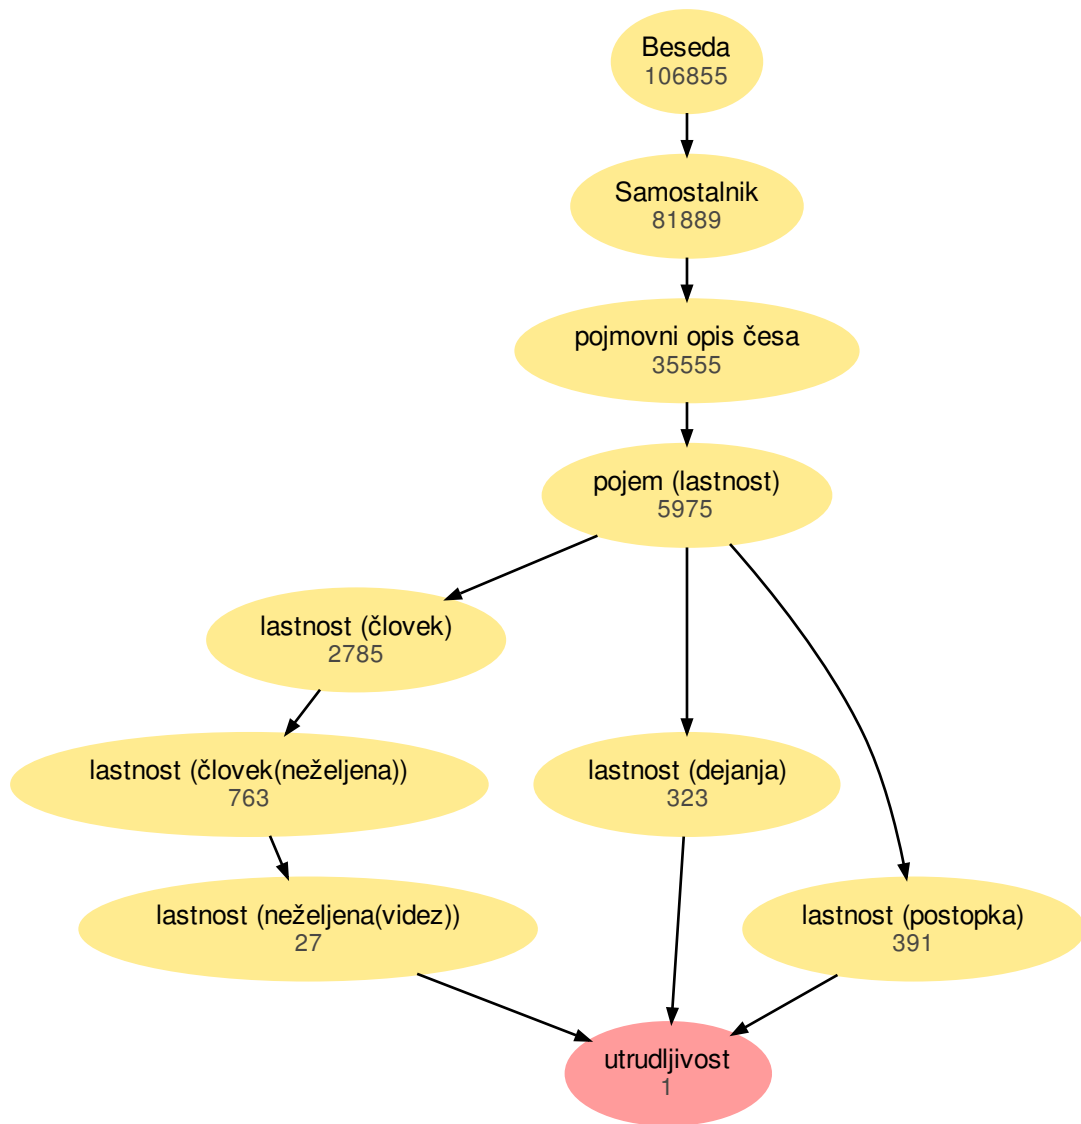 Beseda
106855
Samostalnik
81889
pojmovni opis česa
35555
pojem (lastnost)
5975
lastnost (človek)
2785
lastnost (človek(neželjena))
763
lastnost (dejanja)
323
lastnost (neželjena(videz))
27
lastnost (postopka)
391
utrudljivost
1